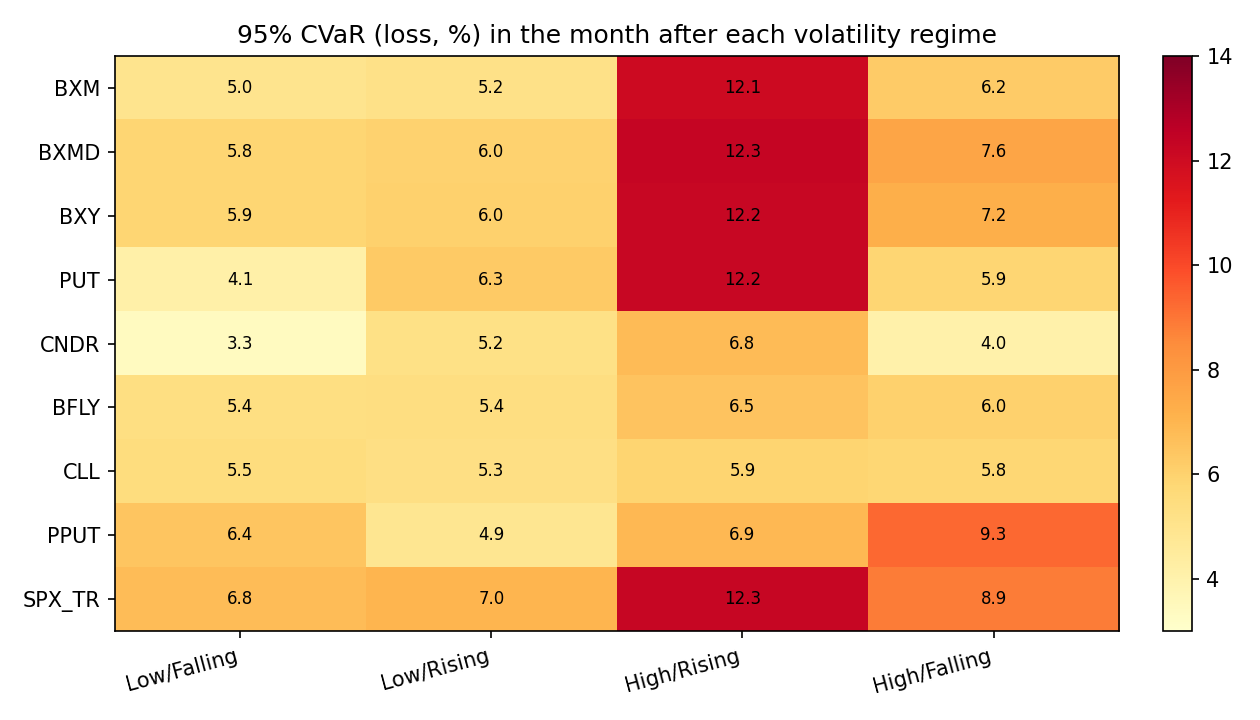 95% CVaR (loss, %) in the month after each volatility regime
BXM 5.0 5.2 12.1 6.2
BXMD 5.8 6.0 12.3 7.6
BXY 5.9 6.0 12.2 7.2
PUT 4.1 6.3 12.2 5.9
CNDR 3.3 5.2 6.8 4.0
BFLY 5.4 5.4 6.5 6.0
CLL 5.5 5.3 5.9 5.8
PPUT 6.4 4.9 6.9 9.3
SPX_TR 6.8 7.0 12.3 8.9
Low/Falling Low/Rising High/Rising High/Falling
14
12
10
8
6
4